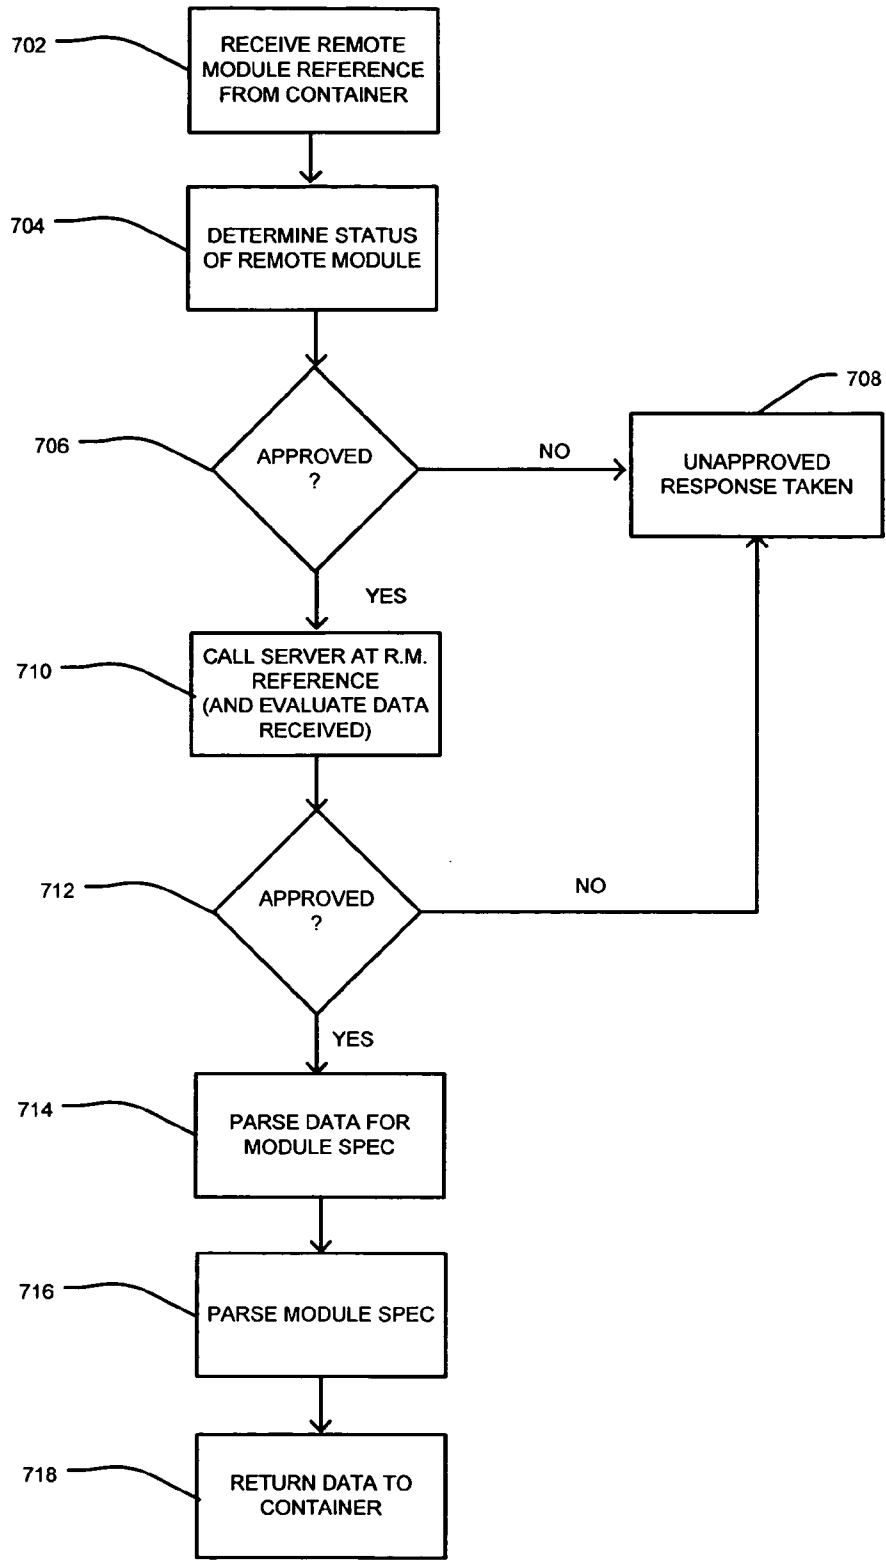 702
RECEIVE REMOTE
MODULE REFERENCE
FROM CONTAINER
704
DETERMINE STATUS
OF REMOTE MODULE
706
APPROVED
?
NO
708
UNAPPROVED
RESPONSE TAKEN
YES
710
CALL SERVER AT R.M.
REFERENCE
(AND EVALUATE DATA
RECEIVED)
712
APPROVED
?
NO
YES
714
PARSE DATA FOR
MODULE SPEC
716
PARSE MODULE SPEC
718
RETURN DATA TO
CONTAINER